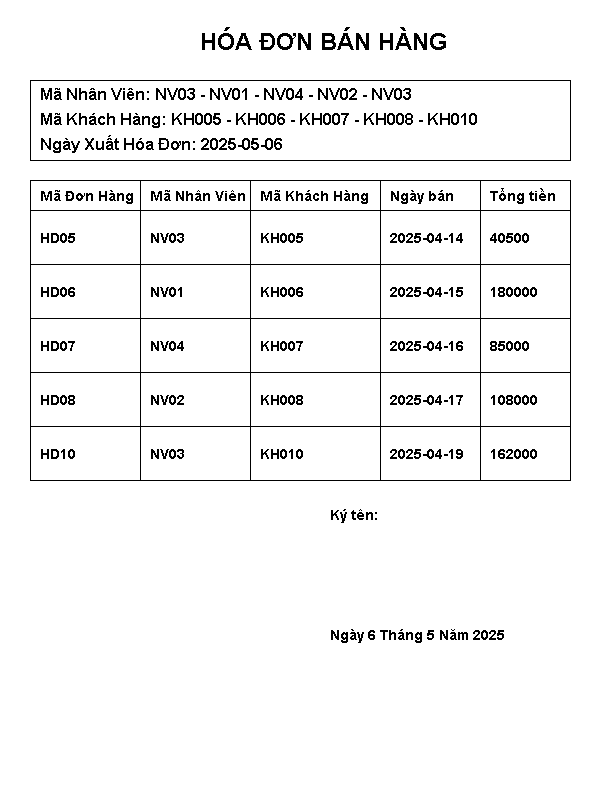 HÓA ĐƠN BÁN HÀNG
Mã Nhân Viên: NV03 - NV01 - NV04 - NV02 - NV03
Mã Khách Hàng: KH005 - KH006 - KH007 - KH008 - KH010
Ngày Xuất Hóa Đơn: 2025-05-06
Mã Đơn Hàng Mã Nhân Viên Mã Khách Hàng Ngày bán Tổng tiền
HD05 NV03 KH005 2025-04-14 40500
HD06 NV01 KH006 2025-04-15 180000
HD07 NV04 KH007 2025-04-16 85000
HD08 NV02 KH008 2025-04-17 108000
HD10 NV03 KH010 2025-04-19 162000
Ký tên:
Ngày 6 Tháng 5 Năm 2025